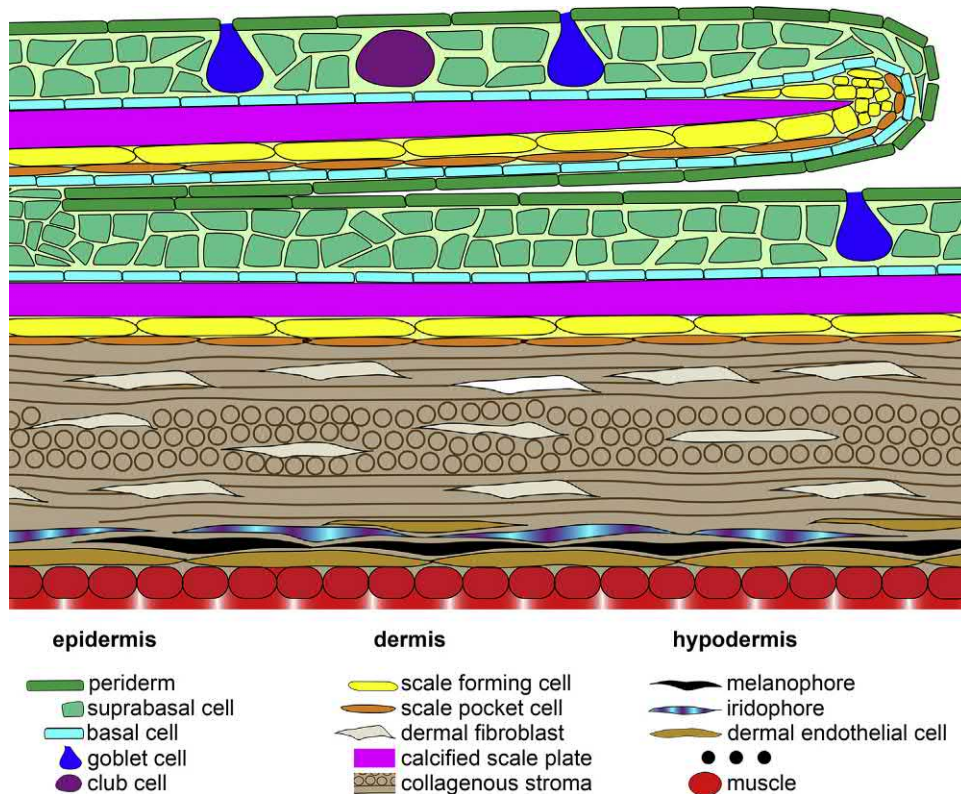 epidermis
periderm
suprabasal cell
basal cell
goblet cell
club cell
dermis
scale forming cell
scale pocket cell
dermal fibroblast
calcified scale plate
collagenous stroma
hypodermis
melanophore
iridophore
dermal endothelial cell
muscle